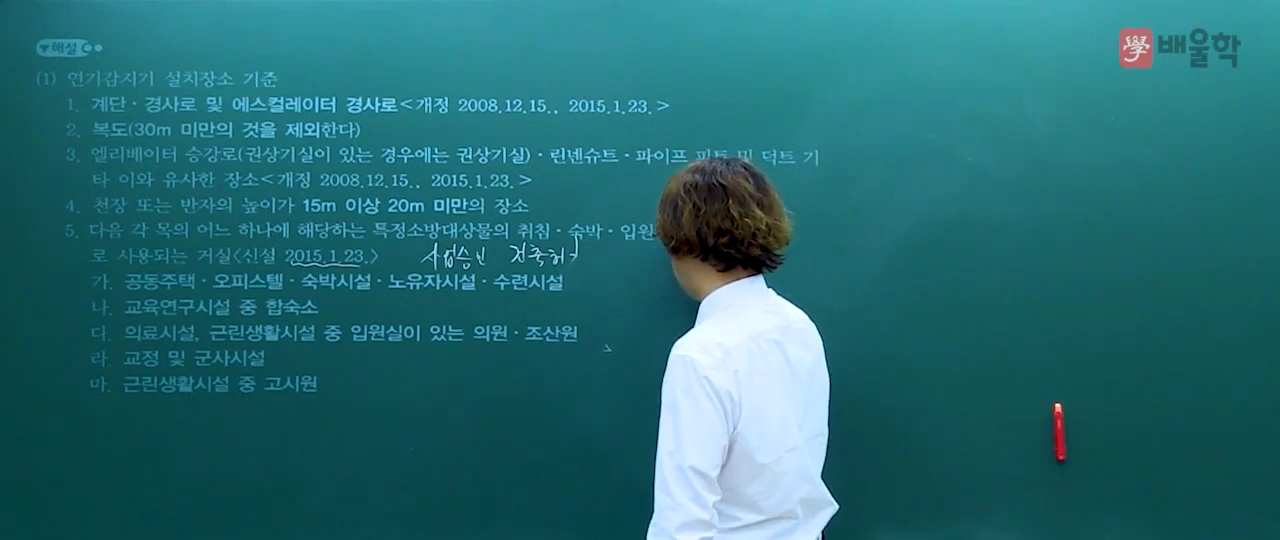 學 배울학
▼해설
(1) 연기감지기 설치장소 기준
1. 계단·경사로 및 에스컬레이터 경사로<개정 2008.12.15., 2015.1.23.>
2. 복도(30m 미만의 것을 제외한다)
3. 엘리베이터 승강로(권상기실이 있는 경우에는 권상기실)·린넨슈트·파이프 피트 및 덕트 기
타 이와 유사한 장소<개정 2008.12.15., 2015.1.23.>
4. 천장 또는 반자의 높이가 15m 이상 20m 미만의 장소
5. 다음 각 목의 어느 하나에 해당하는 특정소방대상물의 취침·숙박·입원
로 사용되는 거실<신설 2015.1.23.> 사업승인 건축허가
가. 공동주택·오피스텔·숙박시설·노유자시설·수련시설
나. 교육연구시설 중 합숙소
다. 의료시설, 근린생활시설 중 입원실이 있는 의원·조산원
라. 교정 및 군사시설
마. 근린생활시설 중 고시원